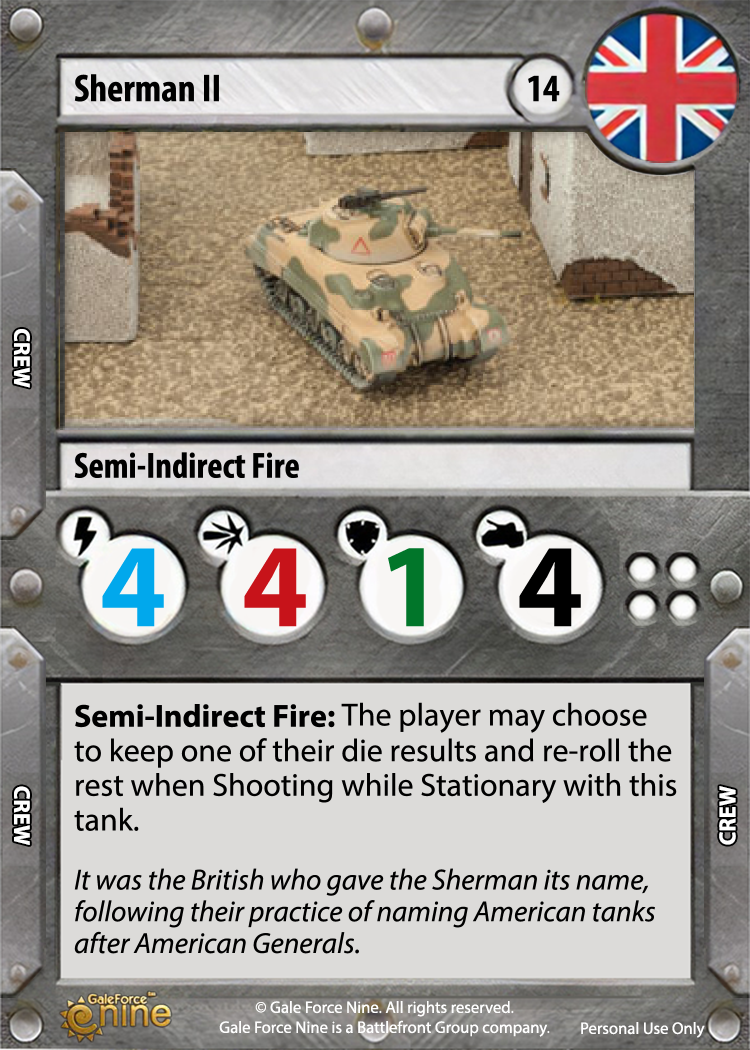 Sherman II
14
CREW
Semi-Indirect Fire
4 4 1 4
Semi-Indirect Fire: The player may choose
to keep one of their die results and re-roll the
rest when Shooting while Stationary with this
tank.
CREW
CREW
It was the British who gave the Sherman its name,
following their practice of naming American tanks
after American Generals.
GaleForce™
nine
© Gale Force Nine. All rights reserved.
Gale Force Nine is a Battlefront Group company.
Personal Use Only